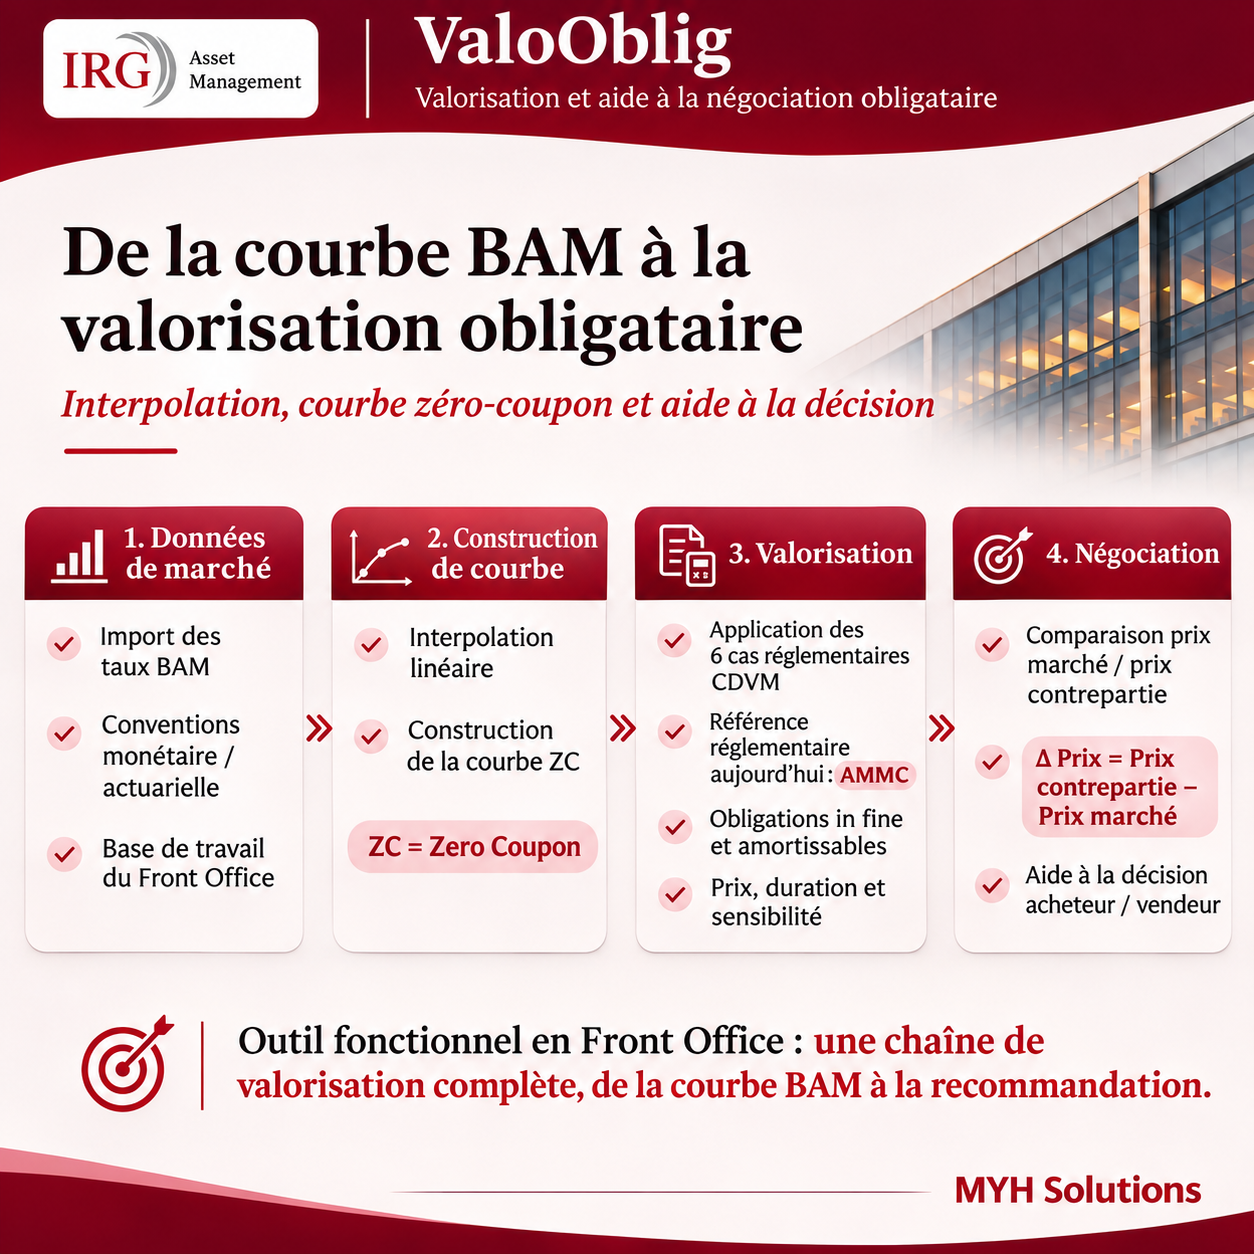 IRG
Asset
Management
ValoOblig
Valorisation et aide à la négociation obligataire
De la courbe BAM à la
valorisation obligataire
Interpolation, courbe zéro-coupon et aide à la décision
1. Données
de marché
Import des
taux BAM
Conventions
monétaire /
actuarielle
Base de travail
du Front Office
2. Construction
de courbe
Interpolation
linéaire
Construction
de la courbe ZC
ZC = Zero Coupon
3. Valorisation
Application des
6 cas réglementaires
CDVM
Référence
réglementaire
aujourd'hui : AMMC
Obligations in fine
et amortissables
Prix, duration et
sensibilité
4. Négociation
Comparaison prix
marché / prix
contrepartie
Δ Prix = Prix
contrepartie –
Prix marché
Aide à la décision
acheteur / vendeur
Outil fonctionnel en Front Office : une chaîne de
valorisation complète, de la courbe BAM à la recommandation.
MYH Solutions